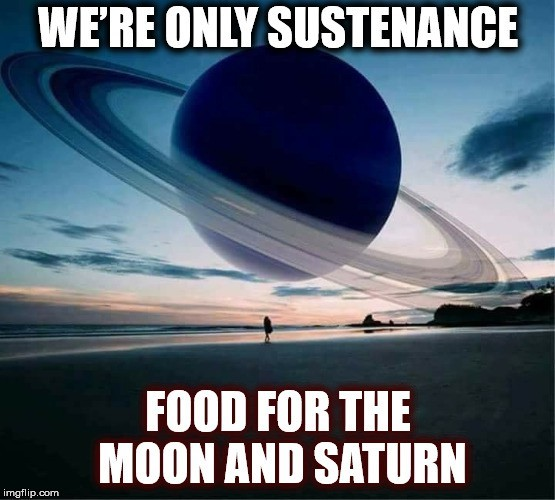 WE’RE ONLY SUSTENANCE
FOOD FOR THE
MOON AND SATURN
imgflip.com